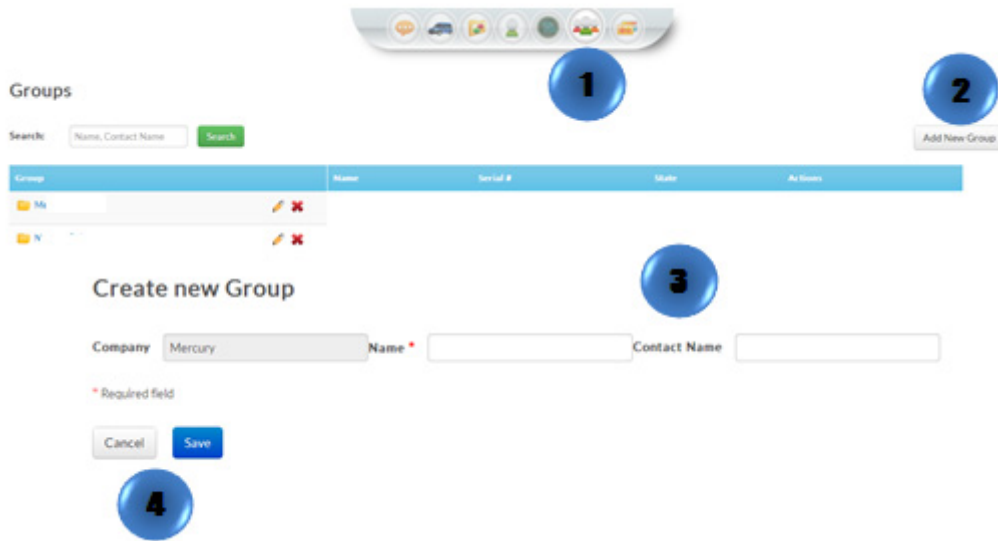 1
Groups
2
Search: Name, Contact Name Search
Add New Group
Group Name Serial # State Actions
Me
N
Create new Group
3
Company Mercury Name * Contact Name
* Required field
Cancel Save
4